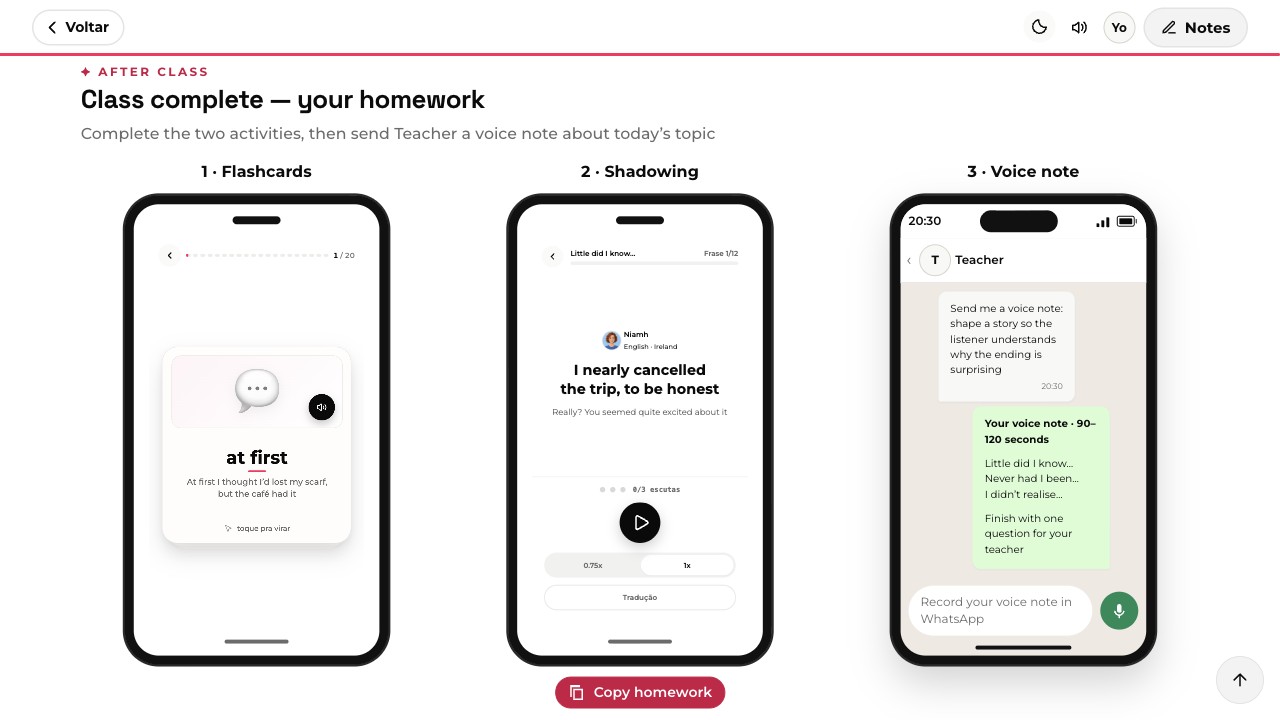 Voltar
Yo
Notes
AFTER CLASS
Class complete — your homework
Complete the two activities, then send Teacher a voice note about today's topic
1 · Flashcards
1 / 20
at first
At first I thought I'd lost my scarf,
but the café had it
toque pra virar
2 · Shadowing
Little did I know...
Frase 1/12
Niamh
English · Ireland
I nearly cancelled
the trip, to be honest
Really? You seemed quite excited about it
0/3 escutas
0.75x
1x
Tradução
3 · Voice note
20:30
T
Teacher
Send me a voice note:
shape a story so the
listener understands
why the ending is
surprising
20:30
Your voice note · 90–
120 seconds
Little did I know...
Never had I been...
I didn't realise...
Finish with one
question for your
teacher
Record your voice note in
WhatsApp
Copy homework